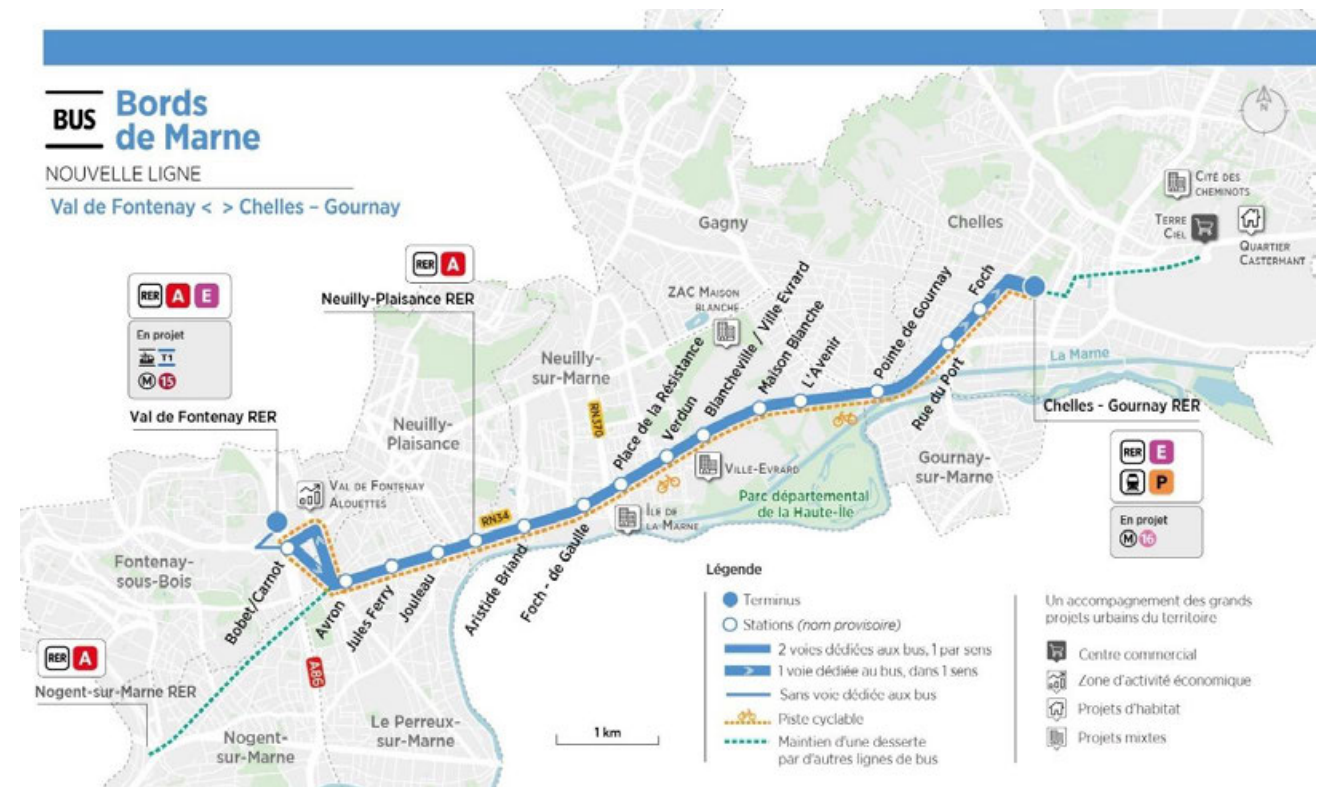 BUS
Bords
de Marne
NOUVELLE LIGNE
Val de Fontenay < > Chelles – Gournay
N
CITÉ DES
CHEMINOTS
TERRE
CIEL
QUARTIER
CASTERMANT
Gagny
Chelles
RER A
Neuilly-Plaisance RER
RER A E
En projet
T1
M 15
Val de Fontenay RER
ZAC MAISON
BLANCHE
Neuilly-
sur-Marne
RN370
Neuilly-
Plaisance
VAL DE FONTENAY
ALOUETTES
RN34
Fontenay-
sous-Bois
Bobet/Carnot
Avron
Jules Ferry
Jouleau
Aristide Briand
Foch - de Gaulle
Place de la Résistance
Verdun
Blancheville / Ville Evrard
Maison Blanche
L'Avenir
Pointe de Gournay
Rue du Port
Foch
La Marne
Chelles - Gournay RER
RER E
P
En projet
M 16
VILLE-EVRARD
ÎLE DE
LA MARNE
Parc départemental
de la Haute-Île
Gournay-
sur-Marne
A86
RER A
Nogent-sur-Marne RER
Nogent-
sur-Marne
Le Perreux-
sur-Marne
1 km
Légende
Terminus
Stations (nom provisoire)
2 voies dédiées aux bus, 1 par sens
1 voie dédiée au bus, dans 1 sens
Sans voie dédiée aux bus
Piste cyclable
Maintien d'une desserte
par d'autres lignes de bus
Un accompagnement des grands
projets urbains du territoire
Centre commercial
Zone d'activité économique
Projets d'habitat
Projets mixtes